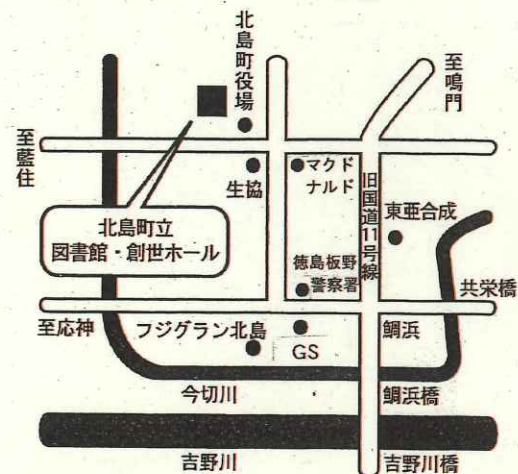 北島町役場
至鳴門
至藍住
生協
マクド
ナルド
旧国道11号線
東亜合成
北島町立
図書館・創世ホール
徳島板野
警察署
共栄橋
至応神
フジグラン北島
GS
鯛浜
今切川
鯛浜橋
吉野川
吉野川橋